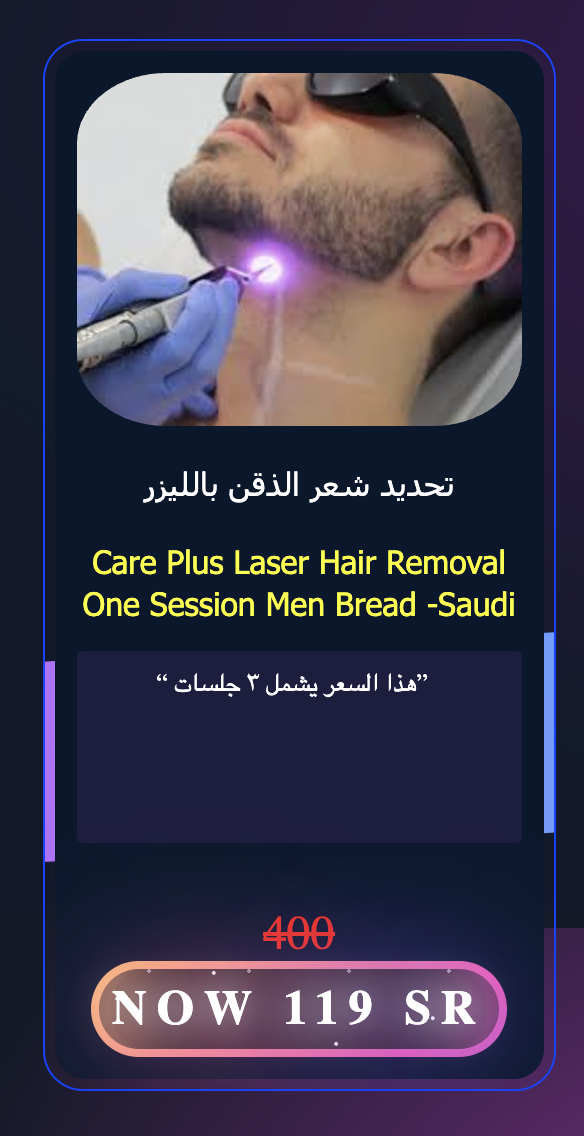 تحديد شعر الذقن بالليزر
Care Plus Laser Hair Removal
One Session Men Bread -Saudi
”هذا السعر يشمل ٣ جلسات “
400
NOW 119 SR